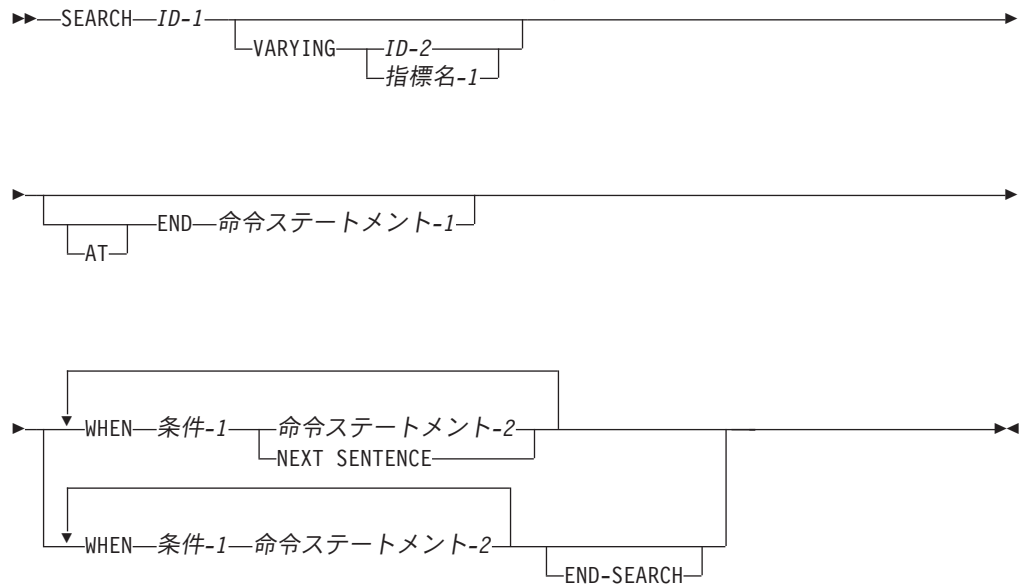 SEARCH ID-1
VARYING ID-2
指標名-1
END 命令ステートメント-1
AT
WHEN 条件-1 命令ステートメント-2
NEXT SENTENCE
WHEN 条件-1 命令ステートメント-2
END-SEARCH